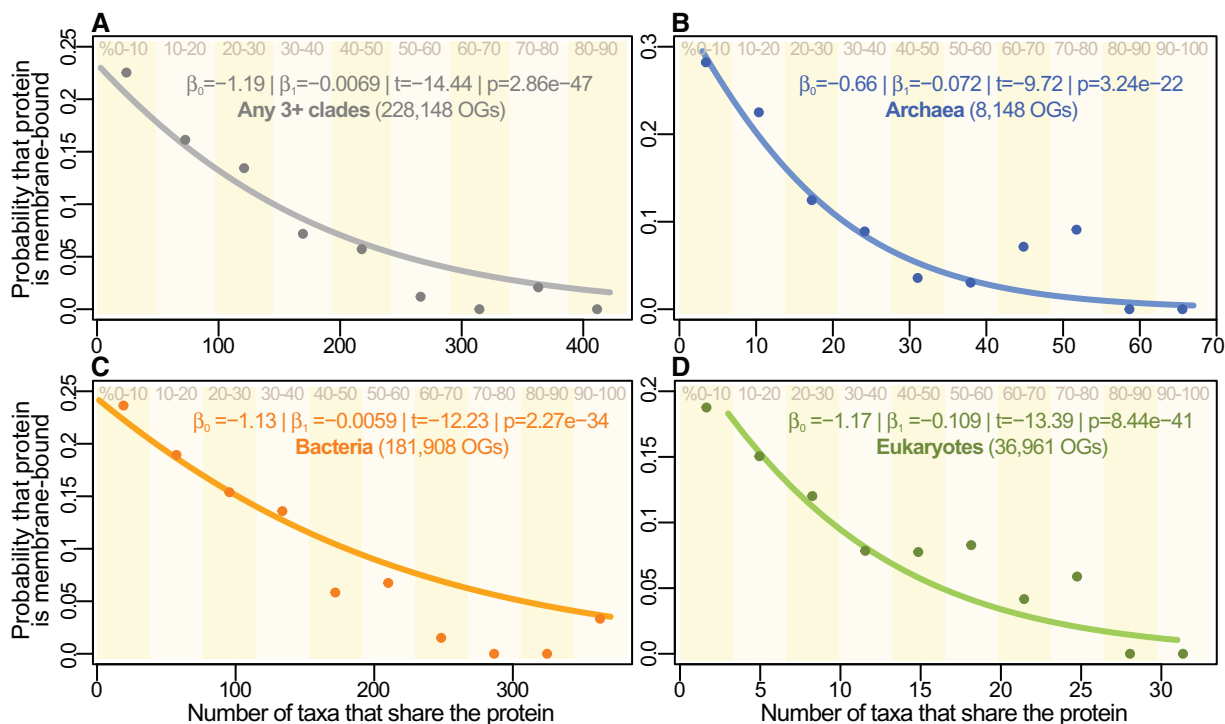 A
%0-10 10-20 20-30 30-40 40-50 50-60 60-70 70-80 80-90
β₀=−1.19 | β₁=−0.0069 | t=−14.44 | p=2.86e−47
Any 3+ clades (228,148 OGs)
Probability that protein
is membrane-bound
0.25
0.2
0.15
0.1
0.05
0.0
0 100 200 300 400
B
%0-10 10-20 20-30 30-40 40-50 50-60 60-70 70-80 80-90 90-100
β₀=−0.66 | β₁=−0.072 | t=−9.72 | p=3.24e−22
Archaea (8,148 OGs)
0.3
0.2
0.1
0.0
0 10 20 30 40 50 60 70
C
%0-10 10-20 20-30 30-40 40-50 50-60 60-70 70-80 80-90 90-100
β₀ =−1.13 | β₁ =−0.0059 | t=−12.23 | p=2.27e−34
Bacteria (181,908 OGs)
Probability that protein
is membrane-bound
0.25
0.2
0.15
0.1
0.05
0.0
0 100 200 300
Number of taxa that share the protein
D
%0-10 10-20 20-30 30-40 40-50 50-60 60-70 70-80 80-90 90-100
β₀=−1.17 | β₁=−0.109 | t=−13.39 | p=8.44e−41
Eukaryotes (36,961 OGs)
0.2
0.15
0.1
0.05
0.0
0 5 10 15 20 25 30
Number of taxa that share the protein